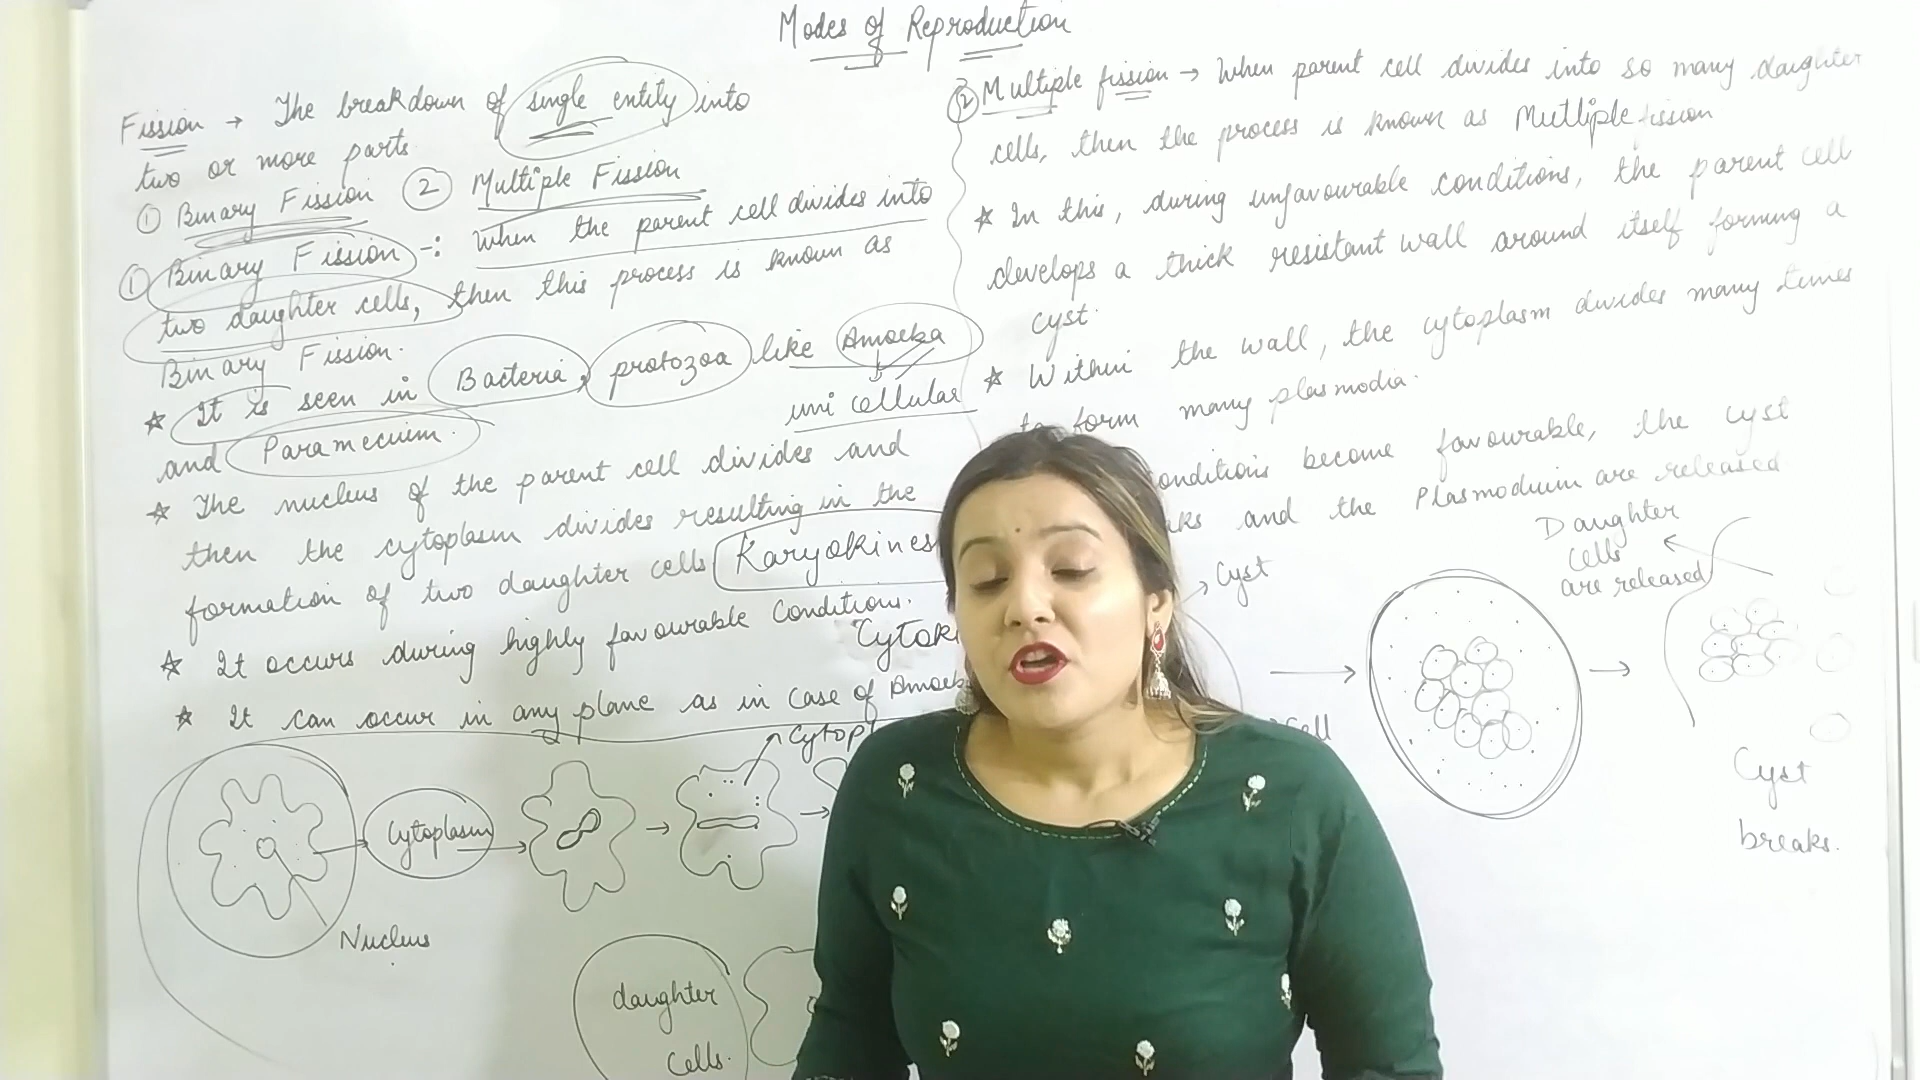 Modes of Reproduction
Fission → The breakdown of single entity into
two or more parts
① Binary Fission ② Multiple Fission
① Binary Fission -: When the parent cell divides into
two daughter cells, then this process is known as
Binary Fission.
★ It is seen in Bacteria, protozoa like Amoeba
uni cellular
and Paramecium.
★ The nucleus of the parent cell divides and
then the cytoplasm divides resulting in the
formation of two daughter cells Karyokines
★ It occurs during highly favourable conditions.
Cytoki
★ It can occur in any plane as in case of Amoeb
Cytopl
Cytoplasm
Nucleus
daughter
cells.
② Multiple fission → When parent cell divides into so many daughter
cells, then the process is known as Mutliple fission
★ In this, during unfavourable conditions, the parent cell
develops a thick resistant wall around itself forming a
cyst.
★ Within the wall, the cytoplasm divides many times
to form many plasmodia.
conditions become favourable, the cyst
aks and the Plasmodium are released
Cyst
Cell
Daughter
cells
are released
Cyst
breaks.